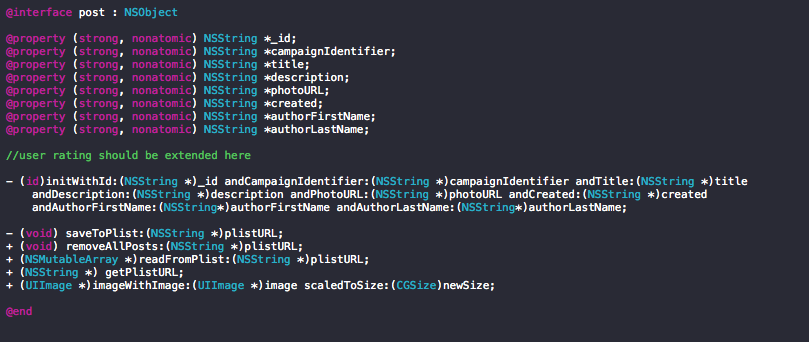 @interface post : NSObject
@property (strong, nonatomic) NSString *_id;
@property (strong, nonatomic) NSString *campaignIdentifier;
@property (strong, nonatomic) NSString *title;
@property (strong, nonatomic) NSString *description;
@property (strong, nonatomic) NSString *photoURL;
@property (strong, nonatomic) NSString *created;
@property (strong, nonatomic) NSString *authorFirstName;
@property (strong, nonatomic) NSString *authorLastName;
//user rating should be extended here
- (id)initWithId:(NSString *)_id andCampaignIdentifier:(NSString *)campaignIdentifier andTitle:(NSString *)title
andDescription:(NSString *)description andPhotoURL:(NSString *)photoURL andCreated:(NSString *)created
andAuthorFirstName:(NSString*)authorFirstName andAuthorLastName:(NSString*)authorLastName;
- (void) saveToPlist:(NSString *)plistURL;
+ (void) removeAllPosts:(NSString *)plistURL;
+ (NSMutableArray *)readFromPlist:(NSString *)plistURL;
+ (NSString *) getPlistURL;
+ (UIImage *)imageWithImage:(UIImage *)image scaledToSize:(CGSize)newSize;
@end